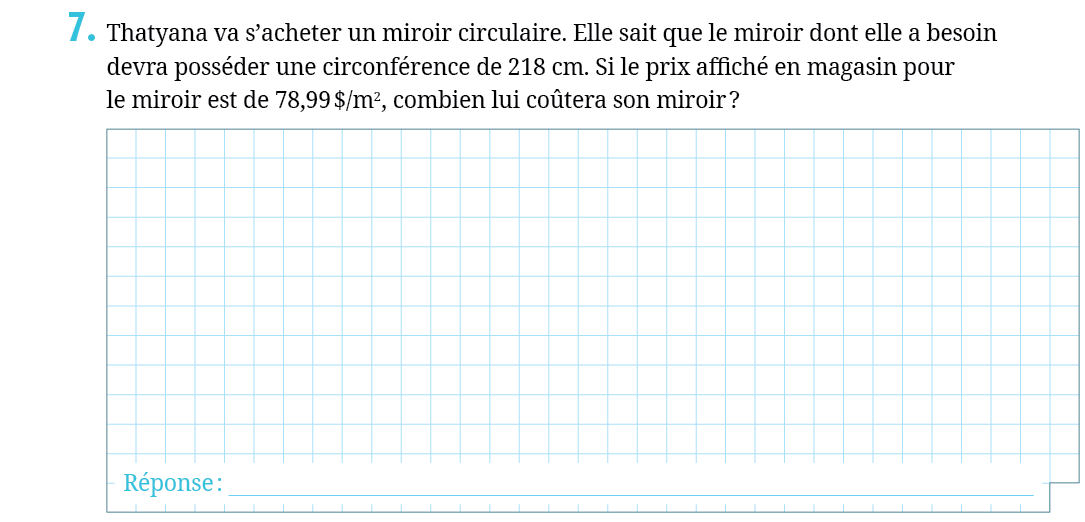 7. Thatyana va s’acheter un miroir circulaire. Elle sait que le miroir dont elle a besoin
devra posséder une circonférence de 218 cm. Si le prix affiché en magasin pour
le miroir est de 78,99 $/m², combien lui coûtera son miroir ?
Réponse :